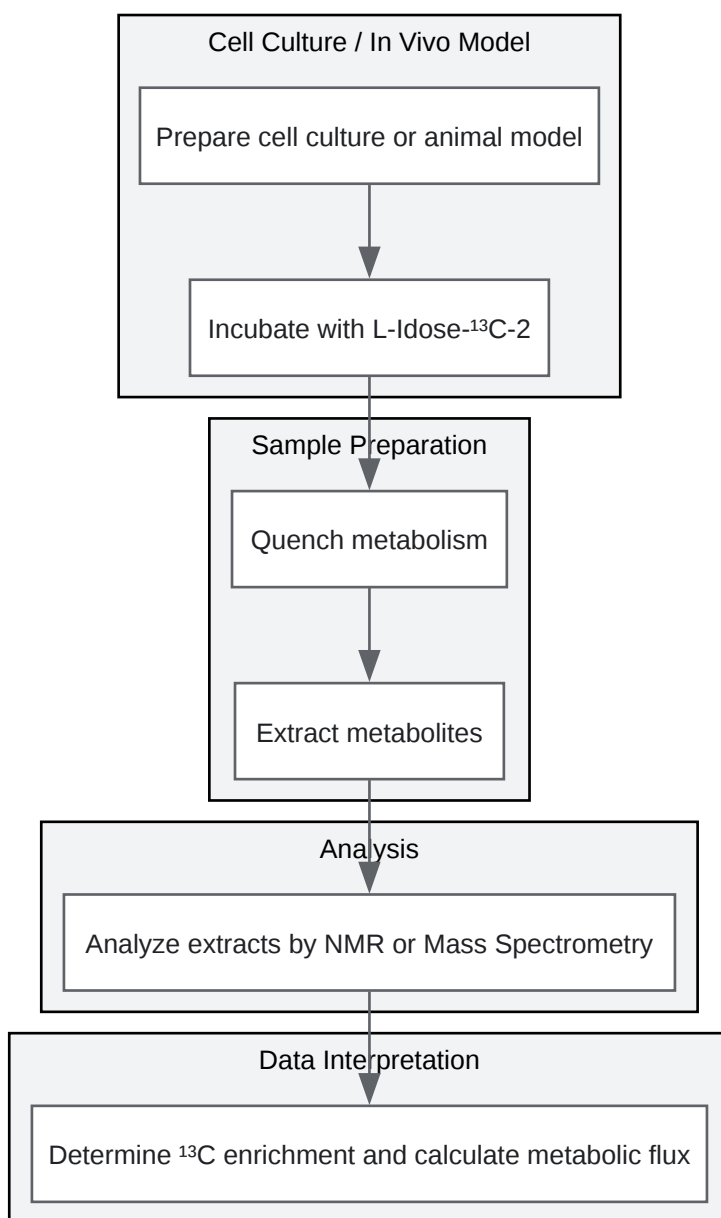 Cell Culture / In Vivo Model
Prepare cell culture or animal model
Incubate with L-Idose-¹³C-2
Sample Preparation
Quench metabolism
Extract metabolites
Analysis
Analyze extracts by NMR or Mass Spectrometry
Data Interpretation
Determine ¹³C enrichment and calculate metabolic flux